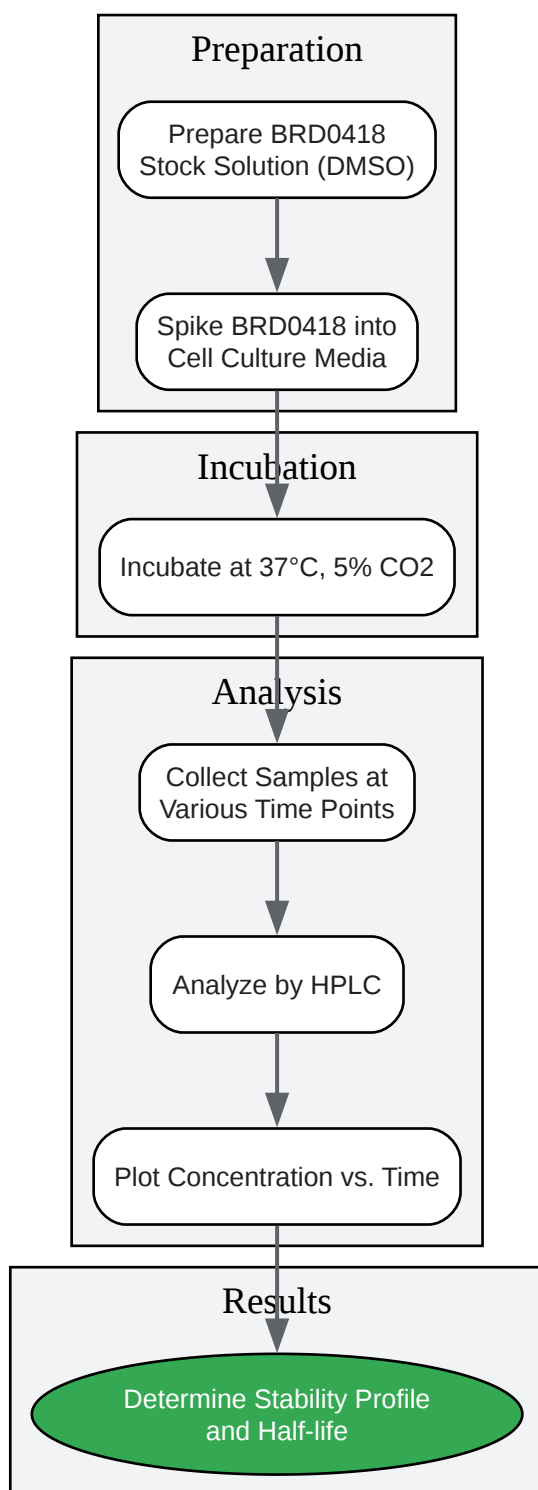 Preparation
Prepare BRD0418
Stock Solution (DMSO)
Spike BRD0418 into
Cell Culture Media
Incubation
Incubate at 37°C, 5% CO2
Analysis
Collect Samples at
Various Time Points
Analyze by HPLC
Plot Concentration vs. Time
Results
Determine Stability Profile
and Half-life